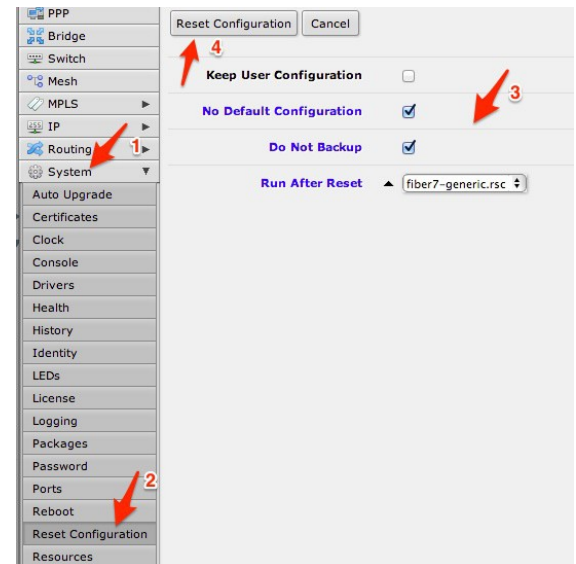 PPP
Bridge
Switch
Mesh
MPLS
IP
Routing
1
System
Auto Upgrade
Certificates
Clock
Console
Drivers
Health
History
Identity
LEDs
License
Logging
Packages
Password
Ports
2
Reboot
Reset Configuration
Resources
Reset Configuration Cancel
4
Keep User Configuration
3
No Default Configuration
Do Not Backup
Run After Reset fiber7-generic.rsc